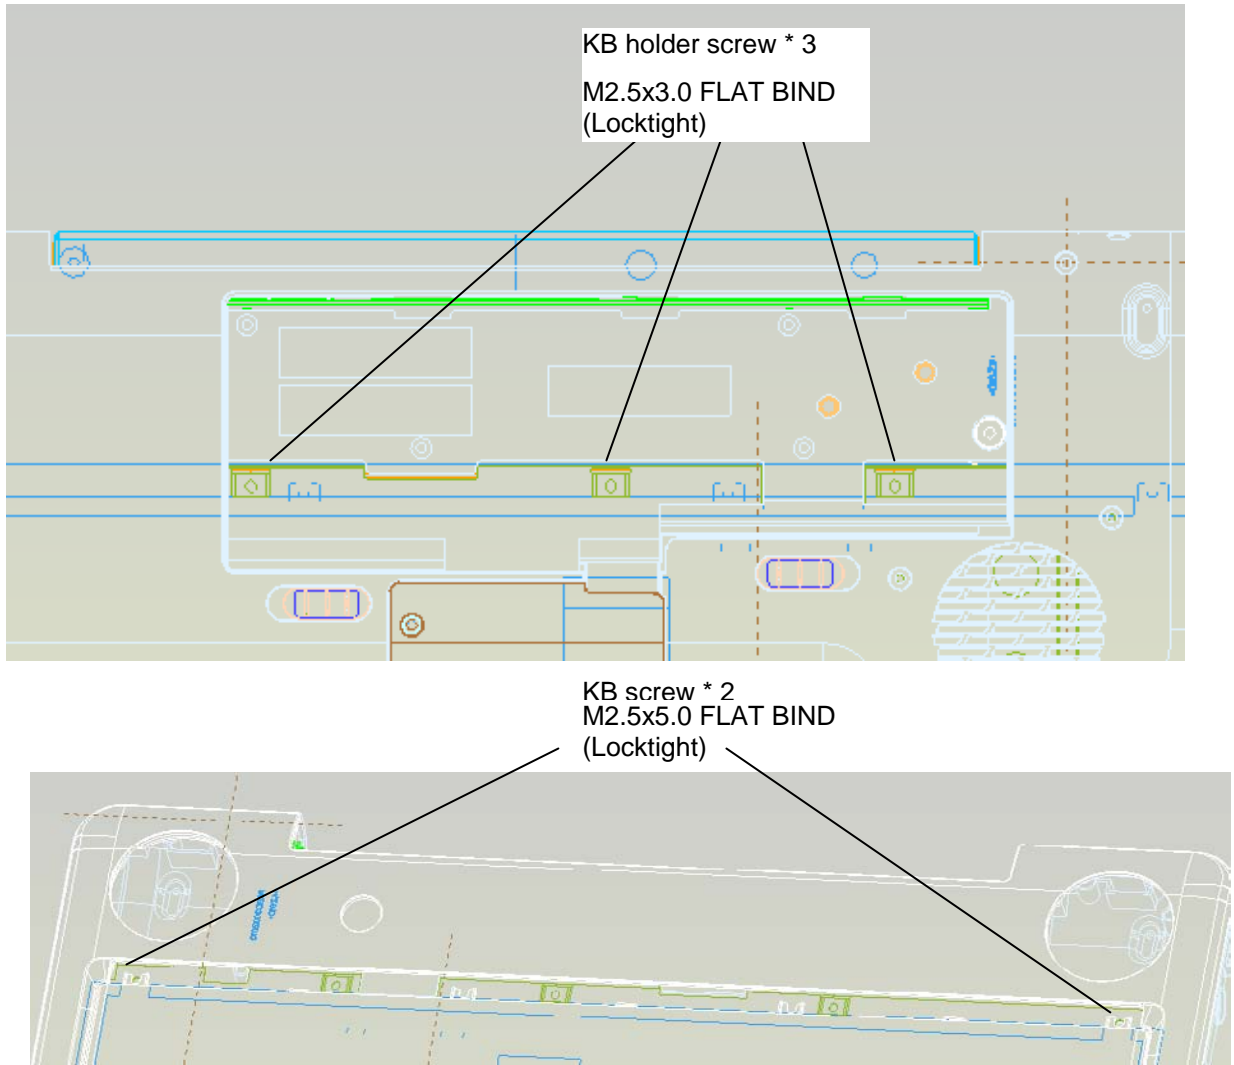 KB holder screw * 3
M2.5x3.0 FLAT BIND
(Locktight)
KB screw * 2
M2.5x5.0 FLAT BIND
(Locktight)